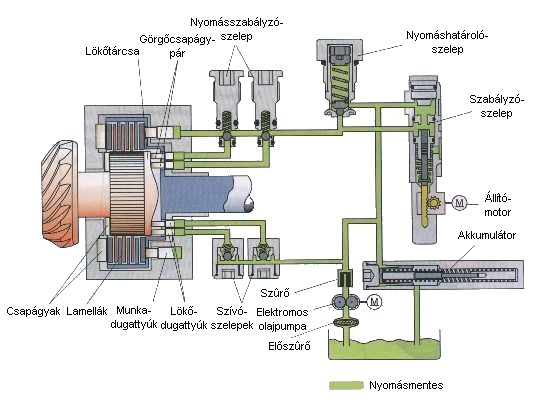 Nyomásszabályzó-
szelep
Görgőcsapágy-
pár
Lökőtárcsa
Nyomáshatároló-
szelep
Szabályzó-
szelep
M
Állító-
motor
Akkumulátor
Csapágyak
Lamellák
Munka-
dugattyúk
Lökő-
dugattyúk
Szívó-
szelepek
Szűrő
Elektromos
olajpumpa
M
Előszűrő
Nyomásmentes